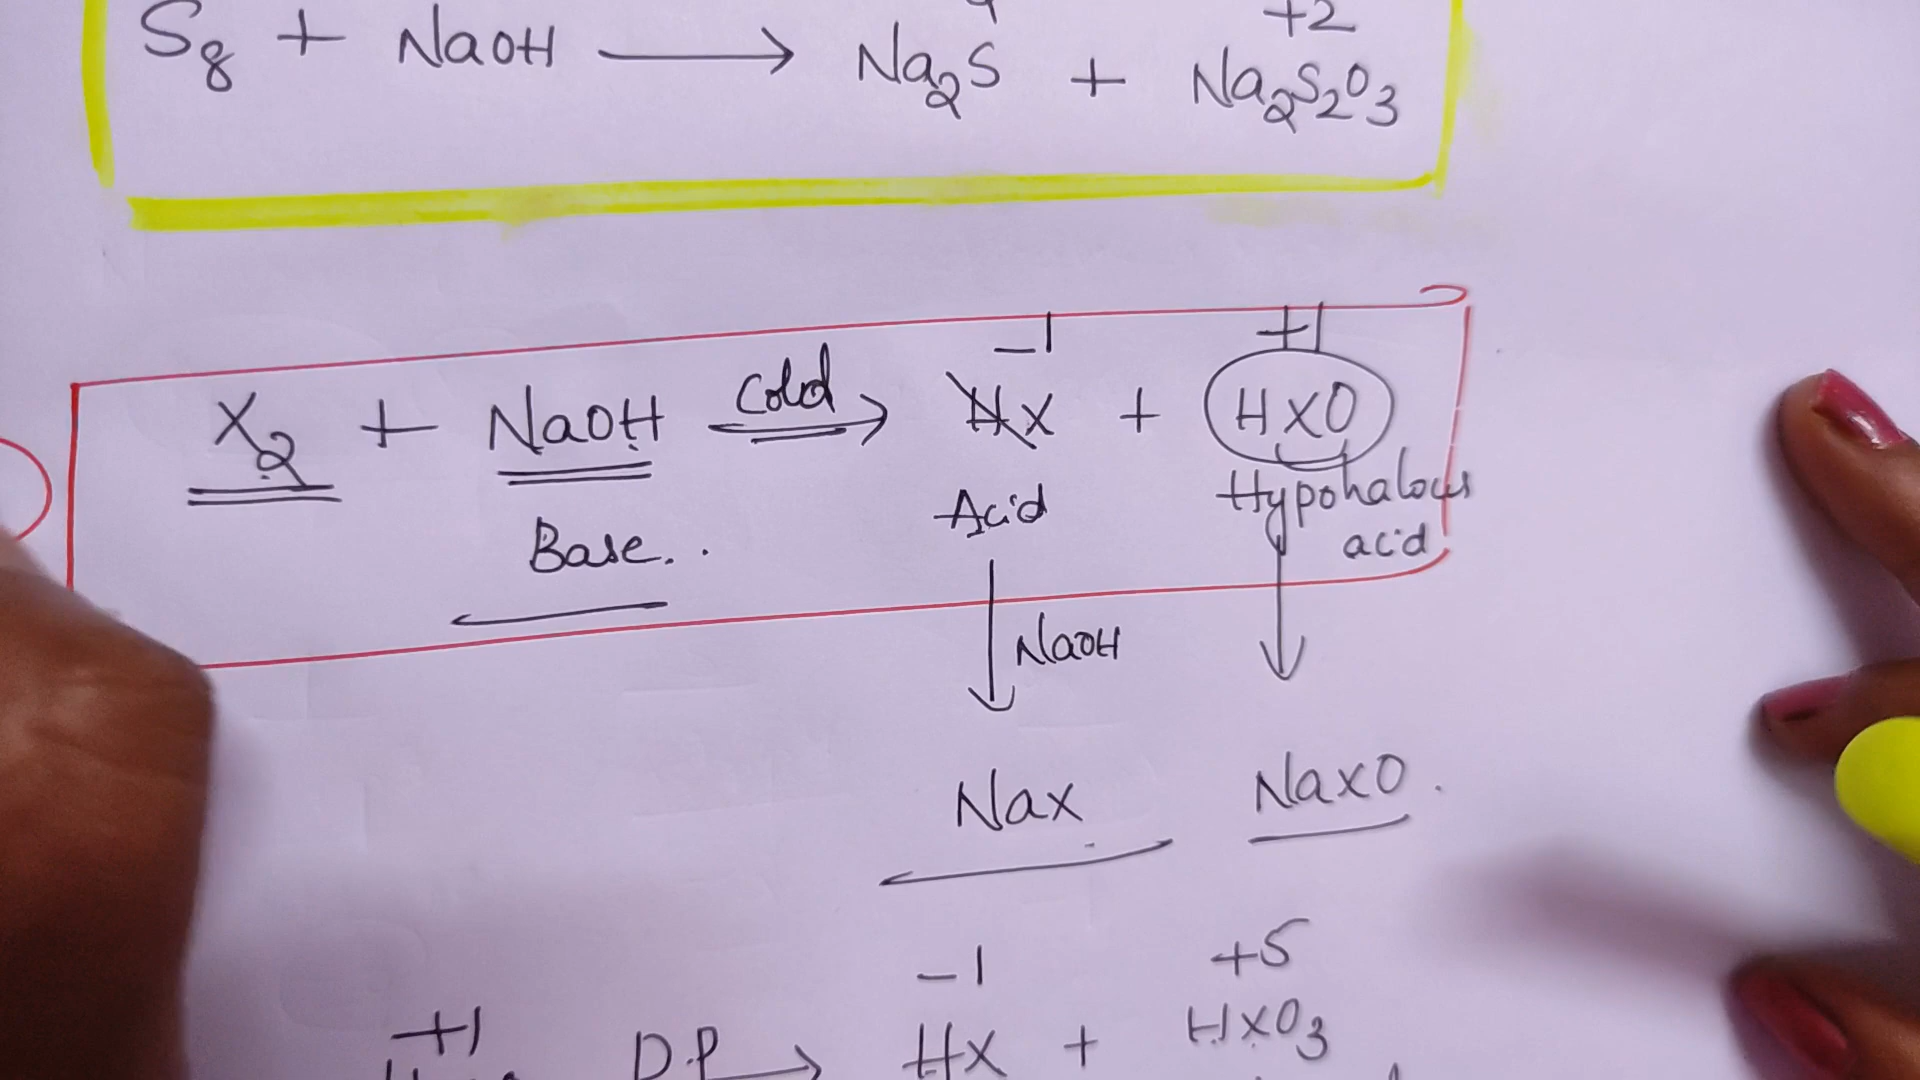 +2
S8 + NaOH ⟶ Na2S + Na2S2O3
-1 +1
X2 + NaOH cold → HX + HXO
Base. Acid Hypohalous acid
NaOH
NaX NaXO.
-1 +5
+1 D.P → HX + HXO3